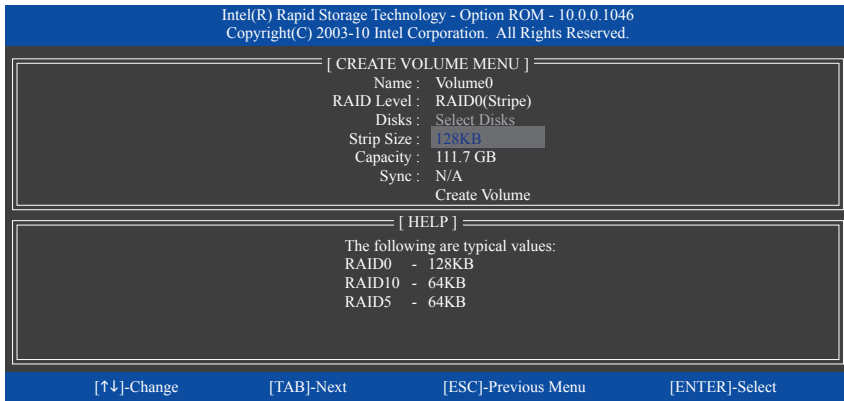 Intel(R) Rapid Storage Technology - Option ROM - 10.0.0.1046
Copyright(C) 2003-10 Intel Corporation. All Rights Reserved.
[ CREATE VOLUME MENU ]
Name : Volume0
RAID Level : RAID0(Stripe)
Disks : Select Disks
Strip Size : 128KB
Capacity : 111.7 GB
Sync : N/A
Create Volume
[ HELP ]
The following are typical values:
RAID0 - 128KB
RAID10 - 64KB
RAID5 - 64KB
[↑↓]-Change [TAB]-Next [ESC]-Previous Menu [ENTER]-Select